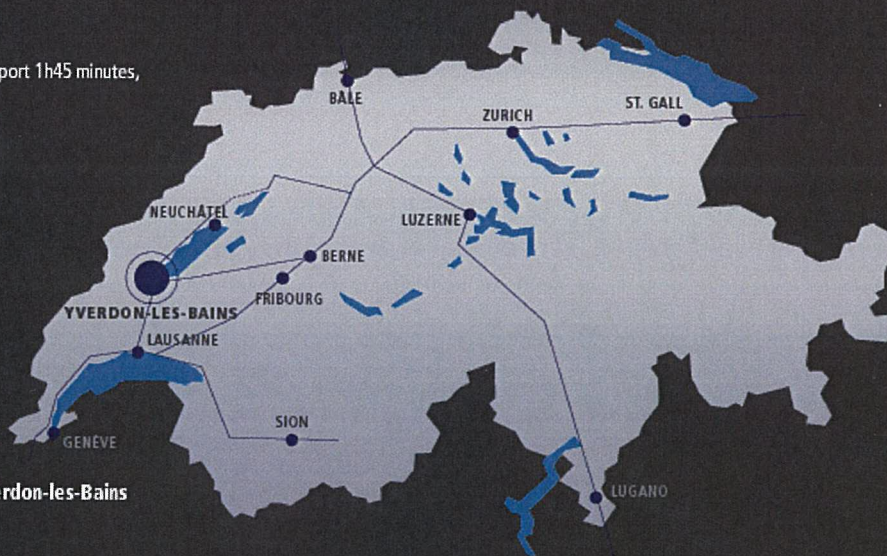 port 1h45 minutes,
BÂLE
ZURICH
ST. GALL
NEUCHÂTEL
LUZERNE
BERNE
FRIBOURG
YVERDON-LES-BAINS
LAUSANNE
SION
GENÈVE
erdon-les-Bains
LUGANO